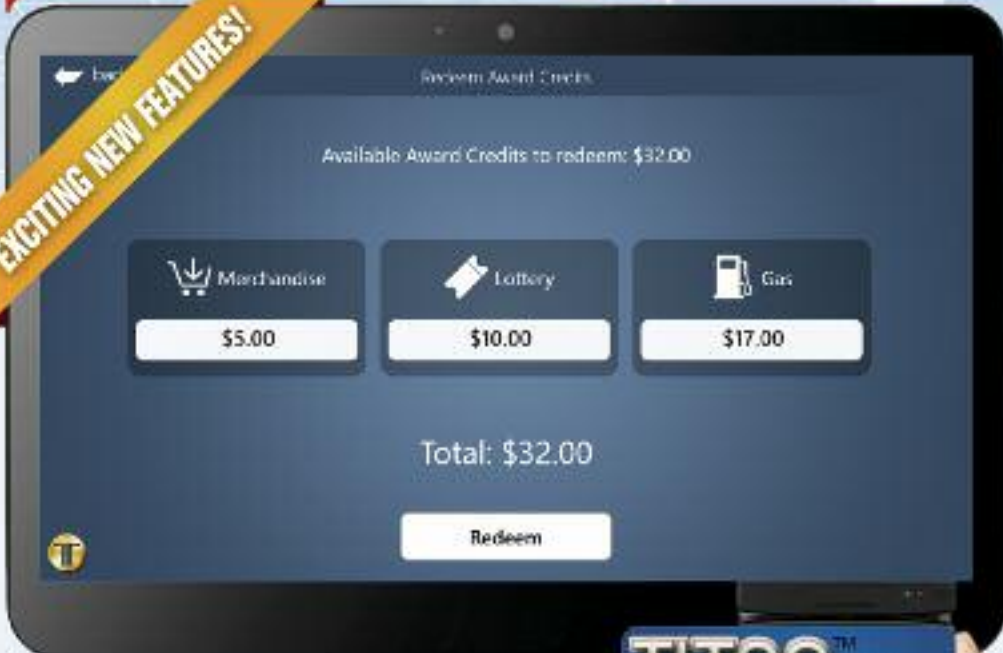 EXCITING NEW FEATURES!
Redeem Award Credits
Available Award Credits to redeem: $32.00
Merchandise
Lottery
Gas
$5.00
$10.00
$17.00
Total: $32.00
Redeem
T
TM